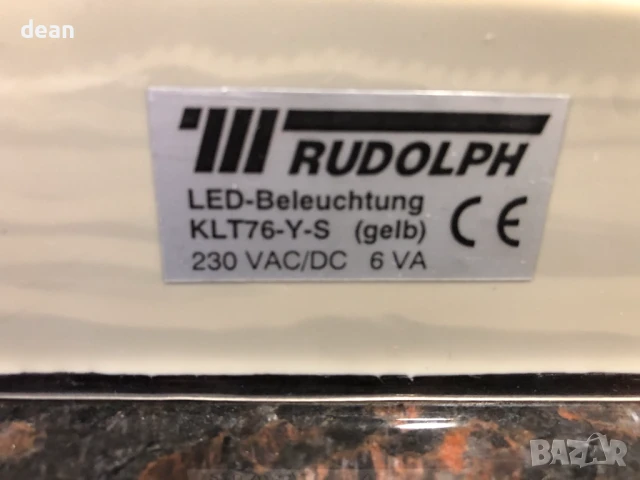 dean
RUDOLPH
LED-Beleuchtung
KLT76-Y-S (gelb) CE
230 VAC/DC 6 VA
BAZAR